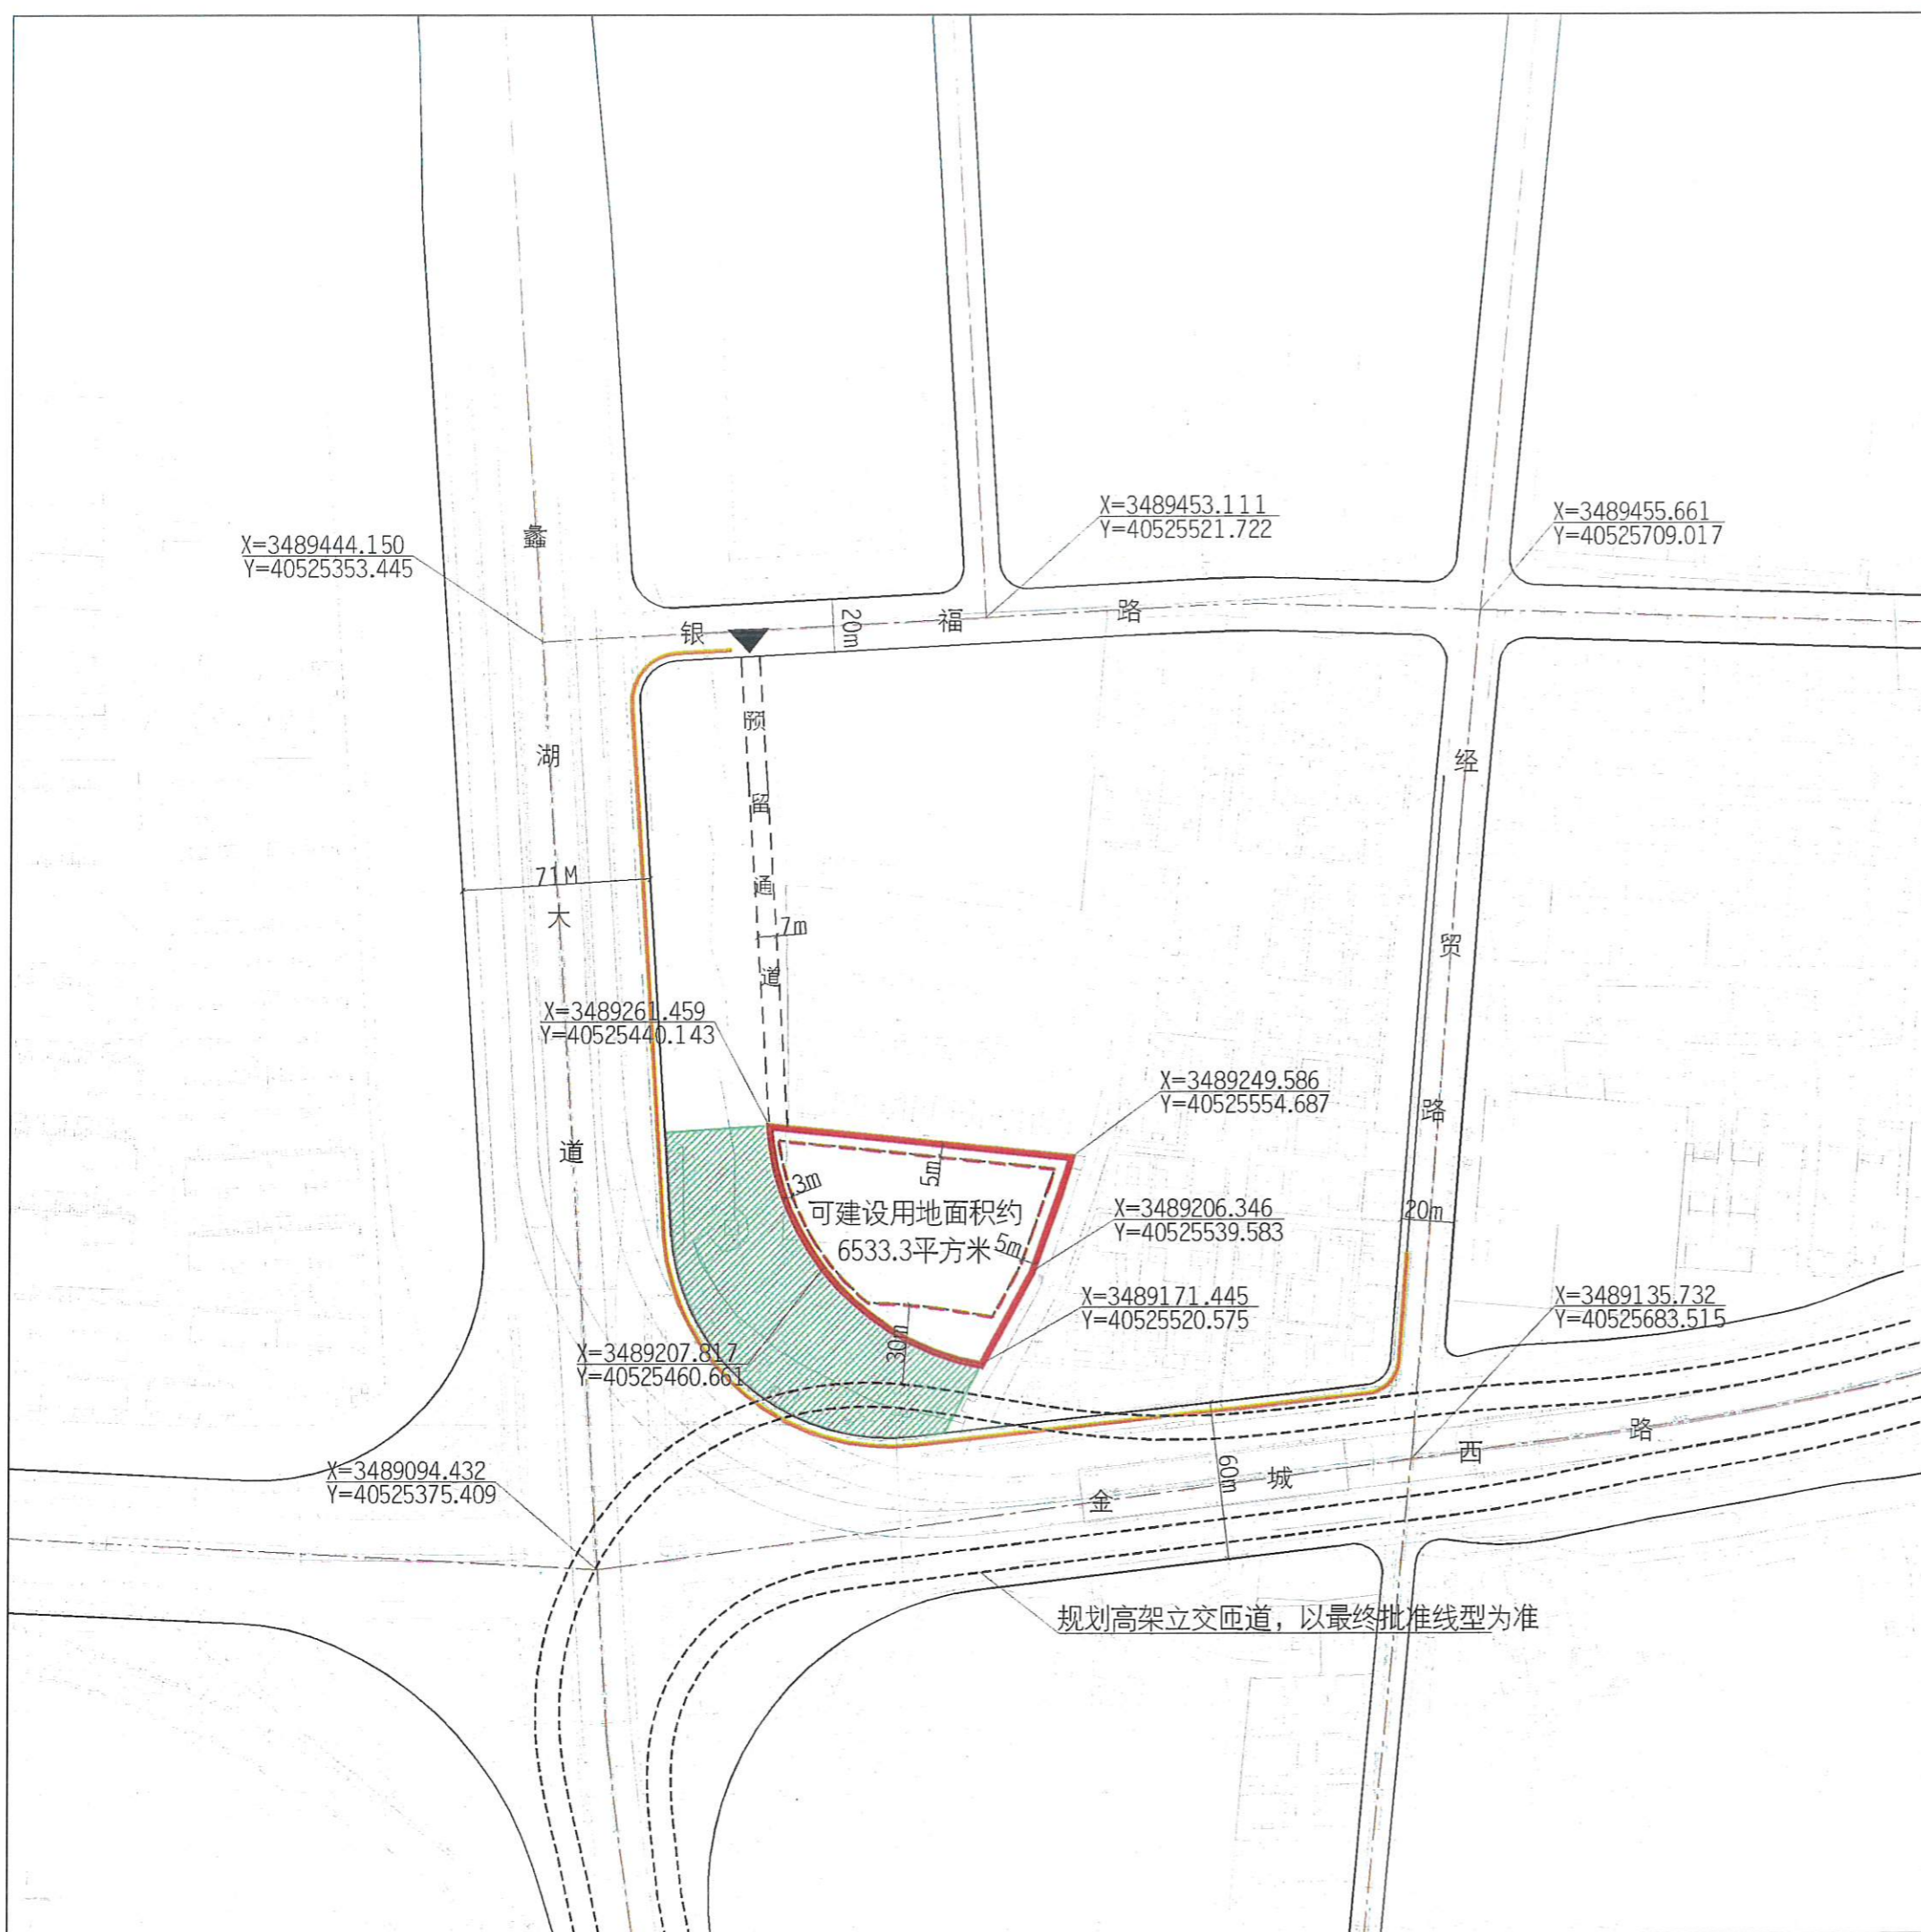 X=3489453.111
Y=40525521.722
X=3489455.661
Y=40525709.017
X=3489444.150
Y=40525353.445
蠡湖大道
银福路
20m
预留通道
7m
经贸路
71M
X=3489261.459
Y=40525440.143
X=3489249.586
Y=40525554.687
3m
5m
可建设用地面积约
6533.3平方米
5m
X=3489206.346
Y=40525539.583
20m
X=3489171.445
Y=40525520.575
X=3489135.732
Y=40525683.515
30m
X=3489207.817
Y=40525460.661
X=3489094.432
Y=40525375.409
60m
金城西路
规划高架立交匝道，以最终批准线型为准